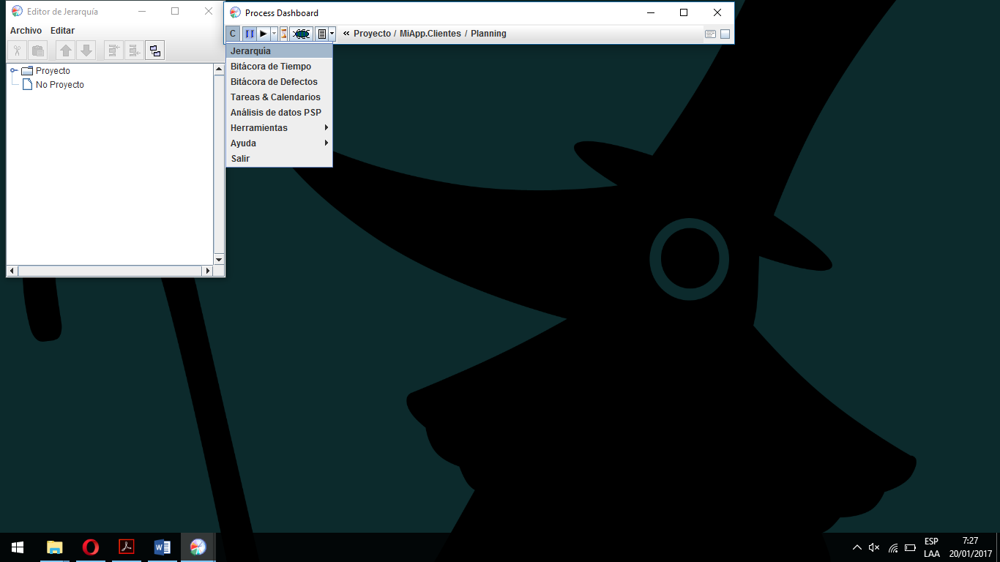 Editor de Jerarquía
Archivo Editar
Proyecto
No Proyecto
Process Dashboard
C « Proyecto / MiApp.Clientes / Planning
Jerarquía
Bitácora de Tiempo
Bitácora de Defectos
Tareas & Calendarios
Análisis de datos PSP
Herramientas
Ayuda
Salir
ESP
LAA
7:27
20/01/2017